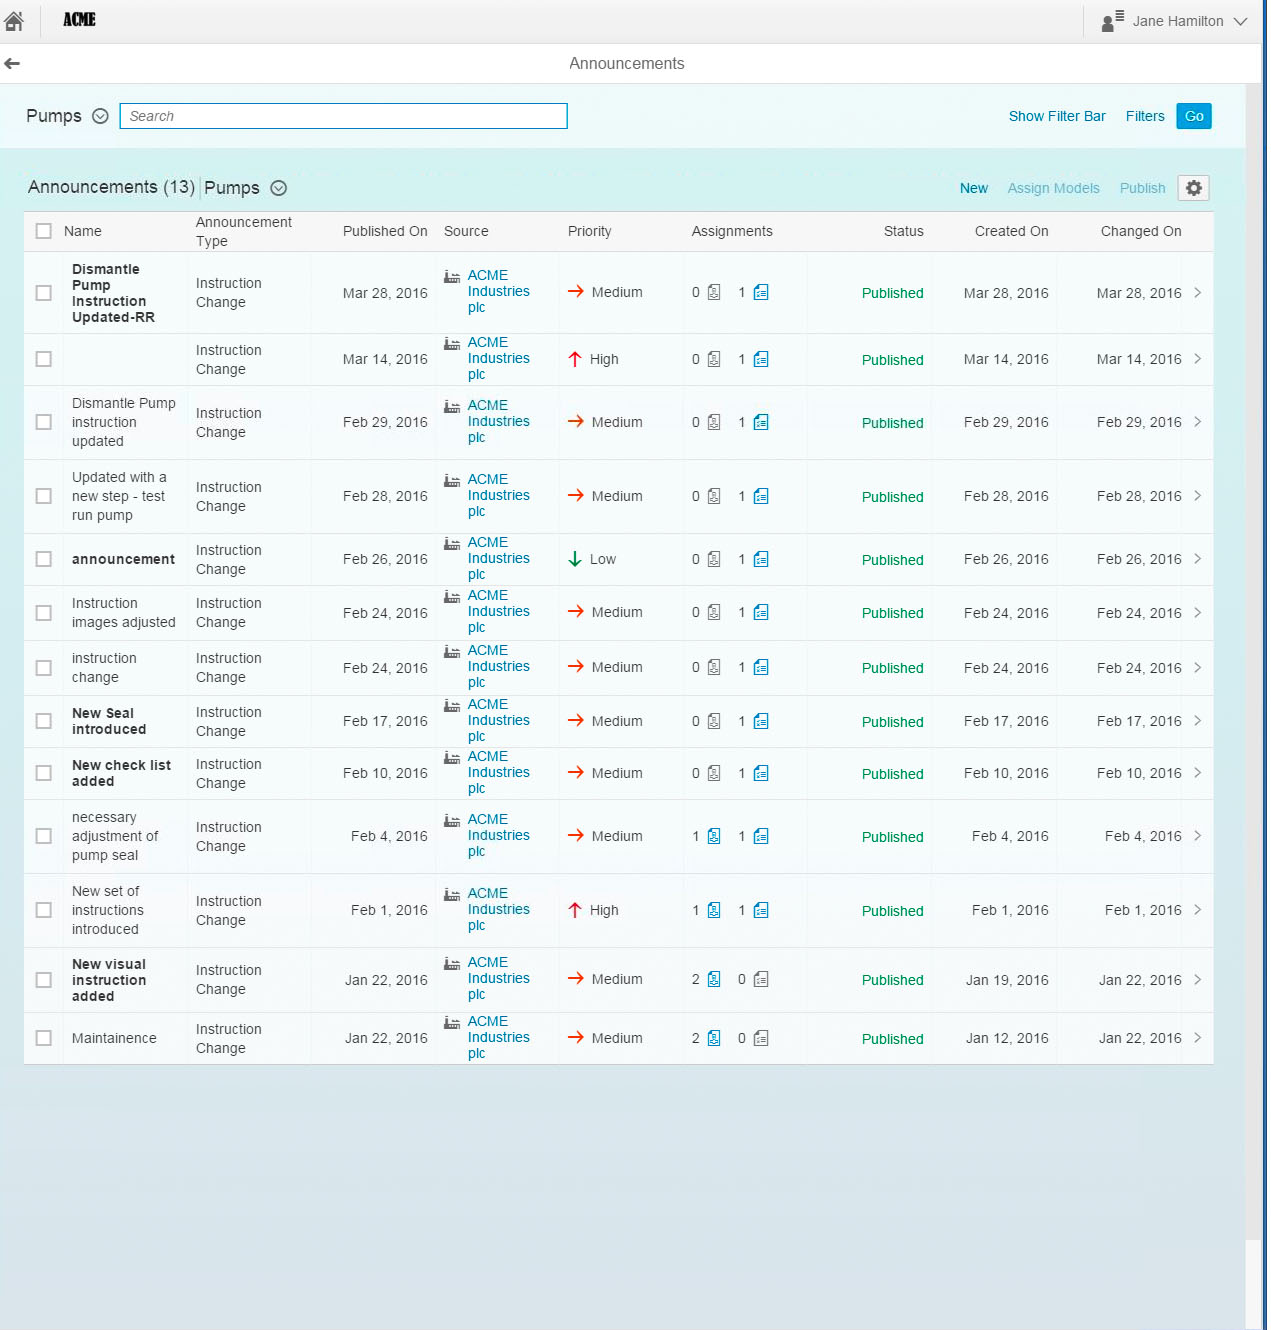 ACME
Jane Hamilton
Announcements
Pumps
Search
Show Filter Bar
Filters
Go
Announcements (13)
Pumps
New
Assign Models
Publish
Name
Announcement
Type
Published On
Source
Priority
Assignments
Status
Created On
Changed On
Dismantle
Pump
Instruction
Updated-RR
Instruction
Change
Mar 28, 2016
ACME
Industries
plc
Medium
0
1
Published
Mar 28, 2016
Mar 28, 2016
Instruction
Change
Mar 14, 2016
ACME
Industries
plc
High
0
1
Published
Mar 14, 2016
Mar 14, 2016
Dismantle Pump
instruction
updated
Instruction
Change
Feb 29, 2016
ACME
Industries
plc
Medium
0
1
Published
Feb 29, 2016
Feb 29, 2016
Updated with a
new step - test
run pump
Instruction
Change
Feb 28, 2016
ACME
Industries
plc
Medium
0
1
Published
Feb 28, 2016
Feb 28, 2016
announcement
Instruction
Change
Feb 26, 2016
ACME
Industries
plc
Low
0
1
Published
Feb 26, 2016
Feb 26, 2016
Instruction
images adjusted
Instruction
Change
Feb 24, 2016
ACME
Industries
plc
Medium
0
1
Published
Feb 24, 2016
Feb 24, 2016
instruction
change
Instruction
Change
Feb 24, 2016
ACME
Industries
plc
Medium
0
1
Published
Feb 24, 2016
Feb 24, 2016
New Seal
introduced
Instruction
Change
Feb 17, 2016
ACME
Industries
plc
Medium
0
1
Published
Feb 17, 2016
Feb 17, 2016
New check list
added
Instruction
Change
Feb 10, 2016
ACME
Industries
plc
Medium
0
1
Published
Feb 10, 2016
Feb 10, 2016
necessary
adjustment of
pump seal
Instruction
Change
Feb 4, 2016
ACME
Industries
plc
Medium
1
1
Published
Feb 4, 2016
Feb 4, 2016
New set of
instructions
introduced
Instruction
Change
Feb 1, 2016
ACME
Industries
plc
High
1
1
Published
Feb 1, 2016
Feb 1, 2016
New visual
instruction
added
Instruction
Change
Jan 22, 2016
ACME
Industries
plc
Medium
2
0
Published
Jan 19, 2016
Jan 22, 2016
Maintainence
Instruction
Change
Jan 22, 2016
ACME
Industries
plc
Medium
2
0
Published
Jan 12, 2016
Jan 22, 2016